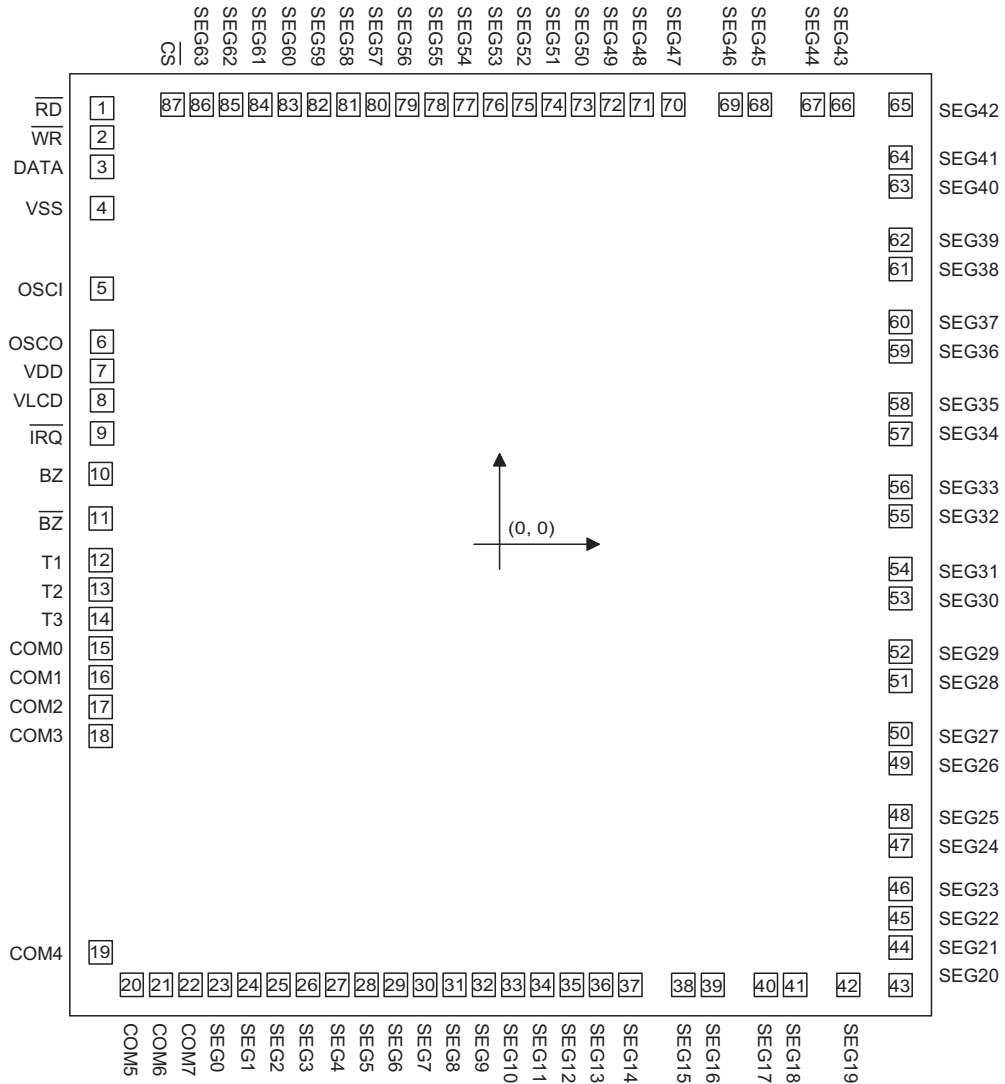 C̅S̅ SEG63 SEG62 SEG61 SEG60 SEG59 SEG58 SEG57 SEG56 SEG55 SEG54 SEG53 SEG52 SEG51 SEG50 SEG49 SEG48 SEG47 SEG46 SEG45 SEG44 SEG43
87 86 85 84 83 82 81 80 79 78 77 76 75 74 73 72 71 70 69 68 67 66 65 SEG42
R̅D̅ 1
W̅R̅ 2
DATA 3
64 SEG41
63 SEG40
VSS 4
62 SEG39
61 SEG38
OSCI 5
60 SEG37
OSCO 6
59 SEG36
VDD 7
VLCD 8
58 SEG35
I̅R̅Q̅ 9
57 SEG34
BZ 10
56 SEG33
B̅Z̅ 11
55 SEG32
(0, 0)
T1 12
54 SEG31
T2 13
53 SEG30
T3 14
COM0 15
52 SEG29
COM1 16
51 SEG28
COM2 17
COM3 18
50 SEG27
49 SEG26
48 SEG25
47 SEG24
46 SEG23
45 SEG22
44 SEG21
COM4 19
SEG20
20 21 22 23 24 25 26 27 28 29 30 31 32 33 34 35 36 37 38 39 40 41 42 43
COM5 COM6 COM7 SEG0 SEG1 SEG2 SEG3 SEG4 SEG5 SEG6 SEG7 SEG8 SEG9 SEG10 SEG11 SEG12 SEG13 SEG14 SEG15 SEG16 SEG17 SEG18 SEG19